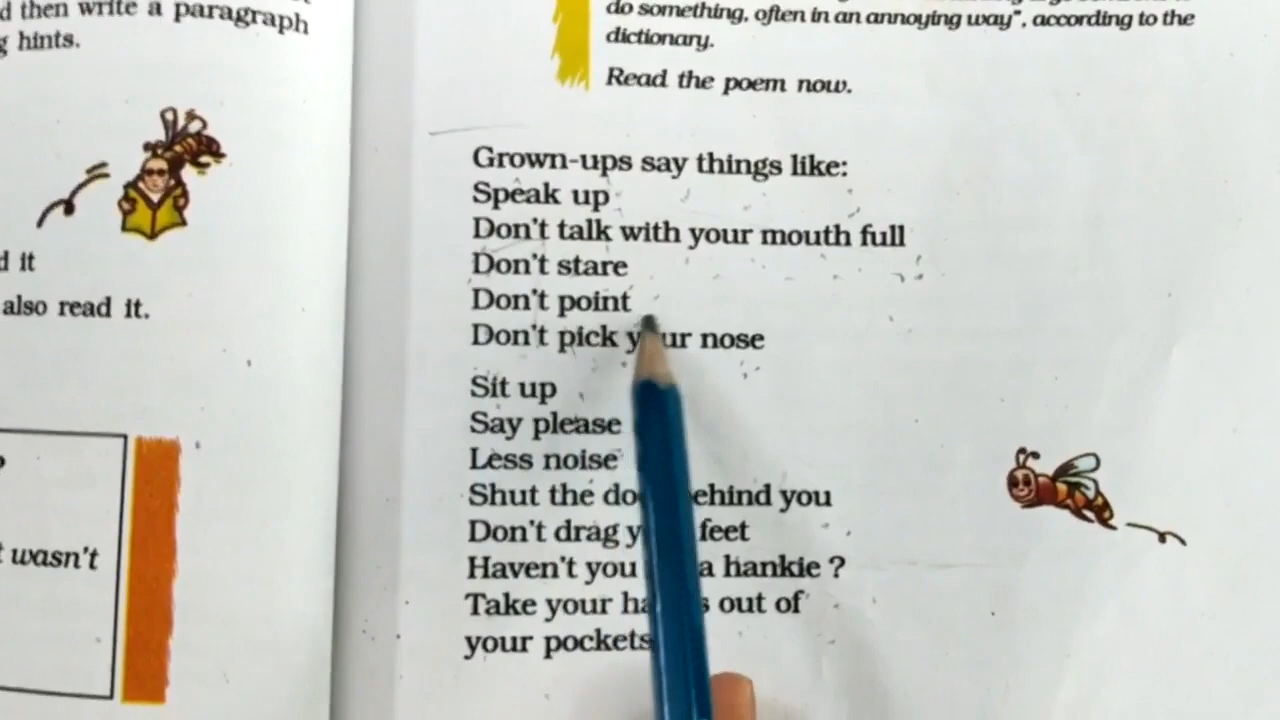 d then write a paragraph
g hints.
d it
also read it.
t wasn't
do something, often in an annoying way", according to the
dictionary.
Read the poem now.
Grown-ups say things like:
Speak up
Don't talk with your mouth full
Don't stare
Don't point
Don't pick your nose
Sit up
Say please
Less noise
Shut the do ehind you
Don't drag y feet
Haven't you a hankie ?
Take your ha s out of
your pockets